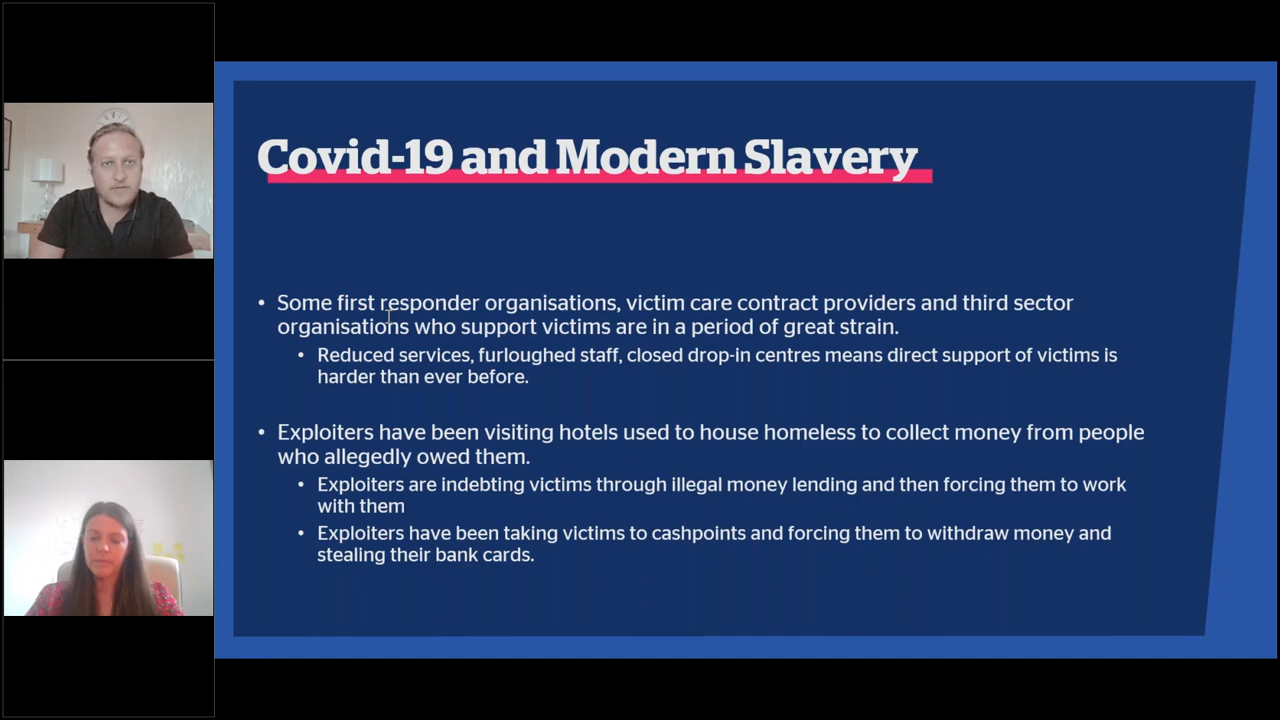 Covid-19 and Modern Slavery
• Some first responder organisations, victim care contract providers and third sector
organisations who support victims are in a period of great strain.
• Reduced services, furloughed staff, closed drop-in centres means direct support of victims is
harder than ever before.
• Exploiters have been visiting hotels used to house homeless to collect money from people
who allegedly owed them.
• Exploiters are indebting victims through illegal money lending and then forcing them to work
with them
• Exploiters have been taking victims to cashpoints and forcing them to withdraw money and
stealing their bank cards.